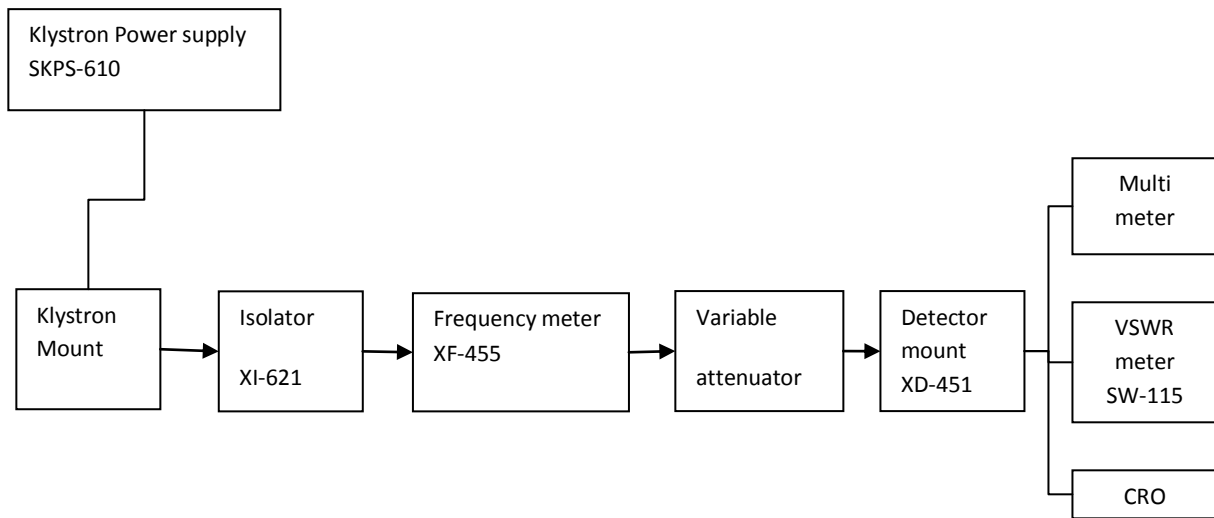 Klystron Power supply
SKPS-610
Multi
meter
Klystron
Mount
Isolator
XI-621
Frequency meter
XF-455
Variable
attenuator
Detector
mount
XD-451
VSWR
meter
SW-115
CRO